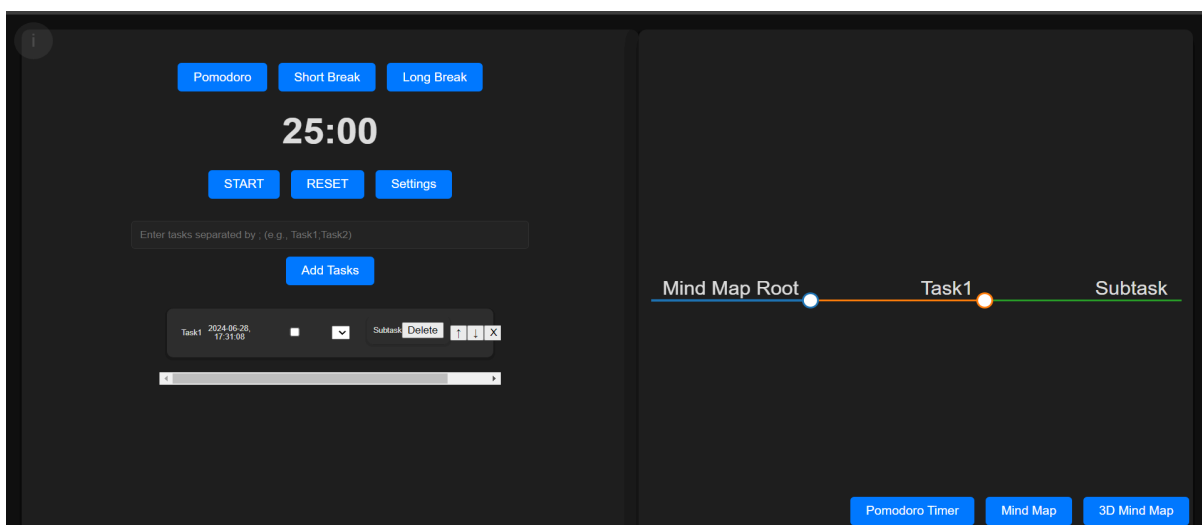 i
Pomodoro Short Break Long Break
25:00
START RESET Settings
Enter tasks separated by ; (e.g., Task1;Task2)
Add Tasks
Task1 2024-06-28, 17:31:08 Subtask Delete ↑ ↓ X
Mind Map Root Task1 Subtask
Pomodoro Timer Mind Map 3D Mind Map